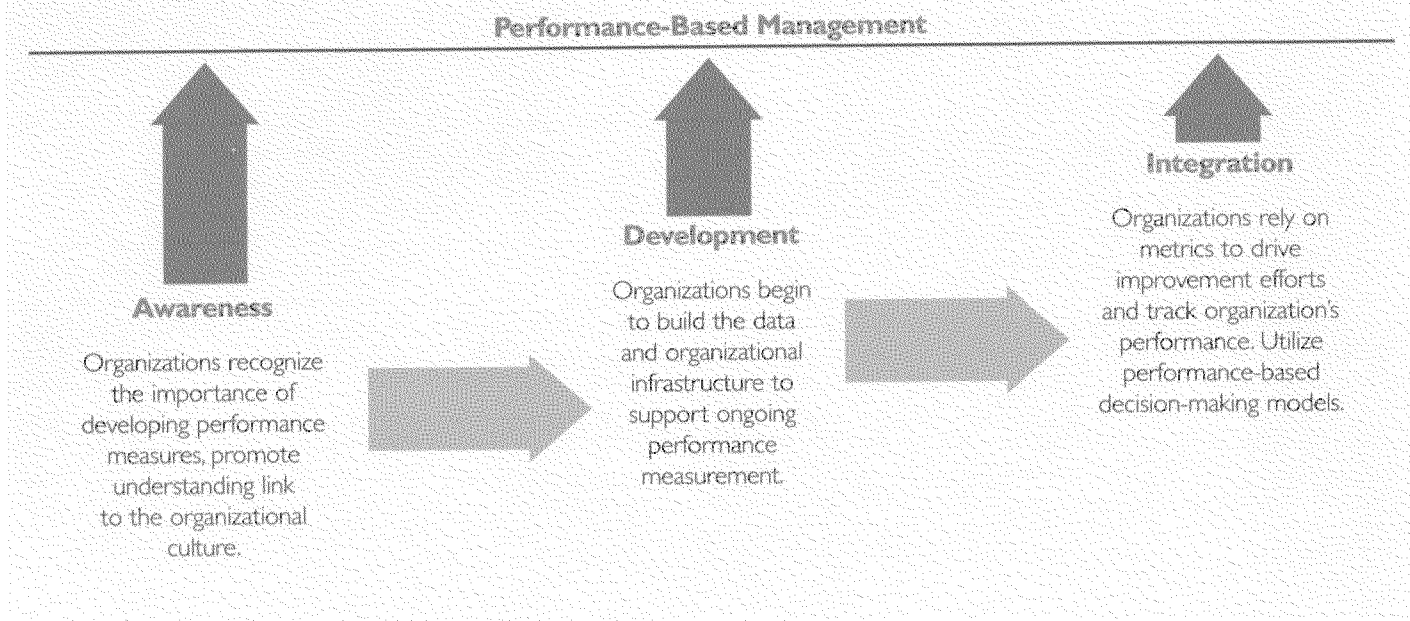 Performance-Based Management
Awareness
Organizations recognize
the importance of
developing performance
measures, promote
understanding link
to the organizational
culture.
Development
Organizations begin
to build the data
and organizational
infrastructure to
support ongoing
performance
measurement.
Integration
Organizations rely on
metrics to drive
improvement efforts
and track organization's
performance. Utilize
performance-based
decision-making models.